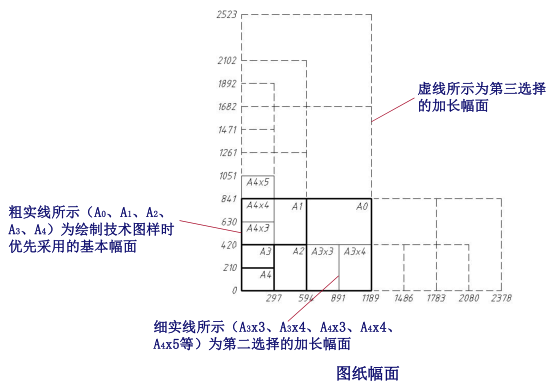 2523
2102
1892
1682
1471
1261
1051
841
630
420
210
0
297
594
891
1189
1486
1783
2080
2378
A4x5
A4x4
A4x3
A1
A0
A3
A2
A3x3
A3x4
A4
虚线所示为第三选择
的加长幅面
粗实线所示（A0、A1、A2、
A3、A4）为绘制技术图样时
优先采用的基本幅面
细实线所示（A3x3、A3x4、A4x3、A4x4、
A4x5等）为第二选择的加长幅面
图纸幅面